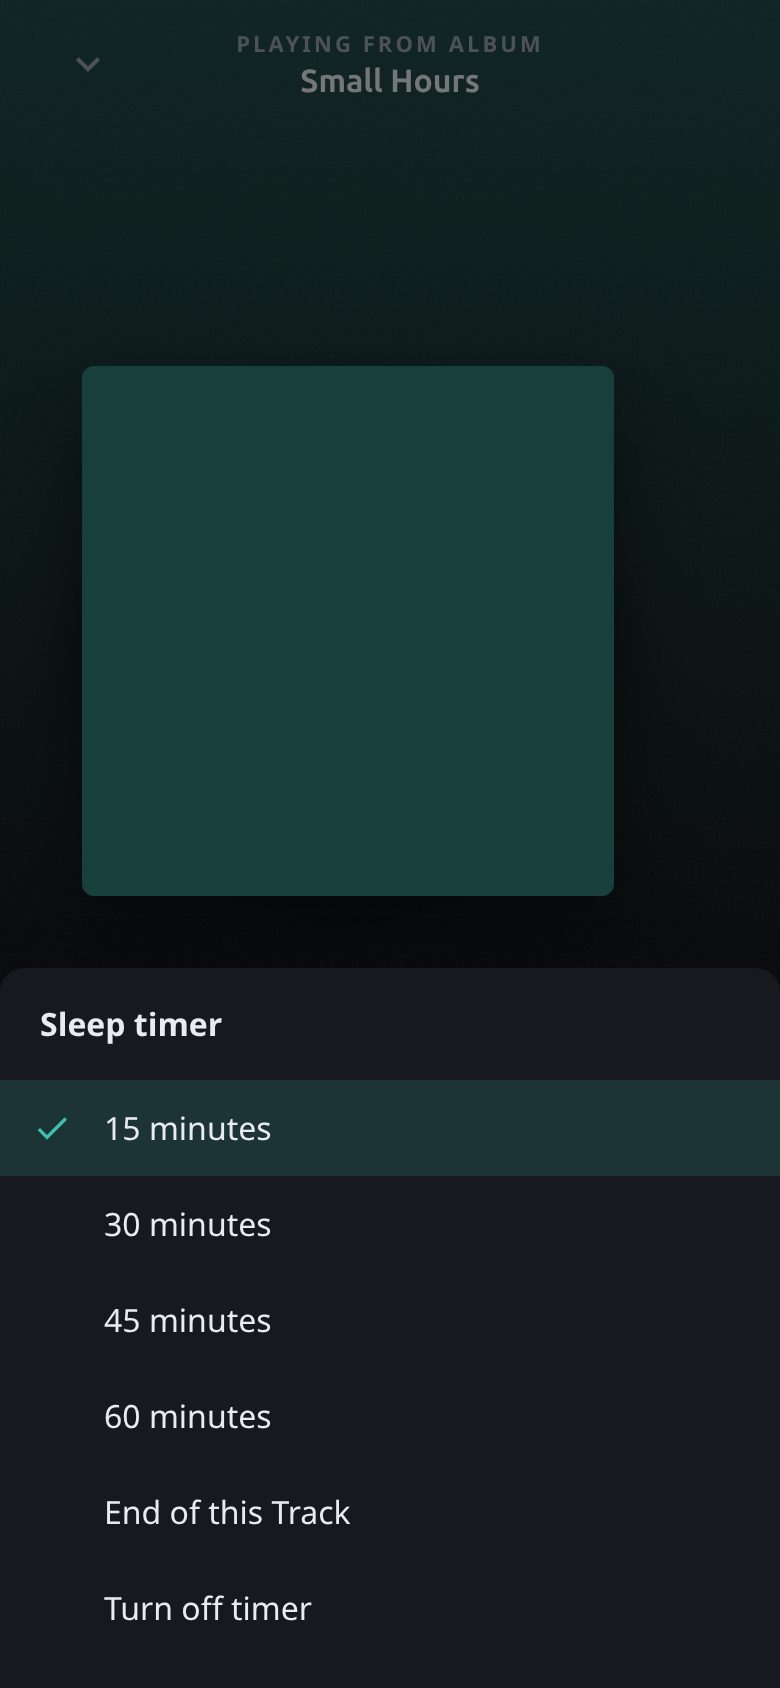 PLAYING FROM ALBUM
Small Hours
Sleep timer
15 minutes
30 minutes
45 minutes
60 minutes
End of this Track
Turn off timer